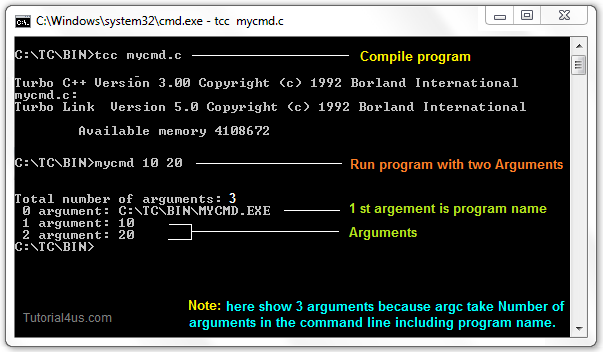 C:\Windows\system32\cmd.exe - tcc mycmd.c
C:\TC\BIN>tcc mycmd.c Compile program
Turbo C++ Version 3.00 Copyright (c) 1992 Borland International
mycmd.c:
Turbo Link Version 5.0 Copyright (c) 1992 Borland International
Available memory 4108672
C:\TC\BIN>mycmd 10 20 Run program with two Arguments
Total number of arguments: 3
0 argument: C:\TC\BIN\MYCMD.EXE 1 st argement is program name
1 argument: 10
2 argument: 20 Arguments
C:\TC\BIN>
Note: here show 3 arguments because argc take Number of
arguments in the command line including program name.
Tutorial4us.com